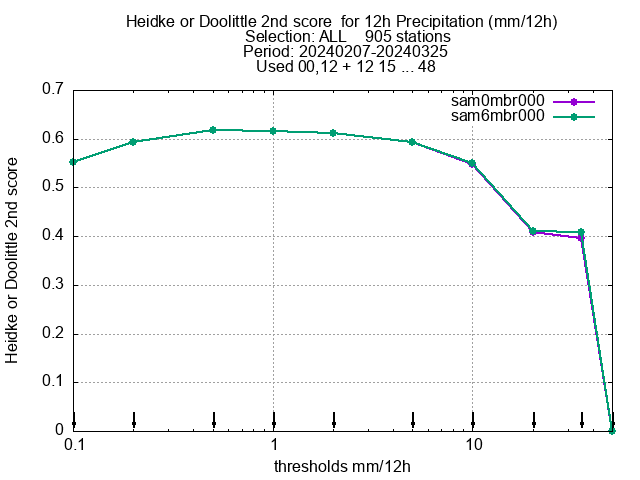 Heidke or Doolittle 2nd score  for 12h Precipitation (mm/12h)
Selection: ALL    905 stations
Period: 20240207-20240325
Used 00,12 + 12 15 ... 48
sam0mbr000
sam6mbr000
0.7
0.6
0.5
0.4
0.3
0.2
0.1
0
Heidke or Doolittle 2nd score
0.1 1 10
thresholds mm/12h